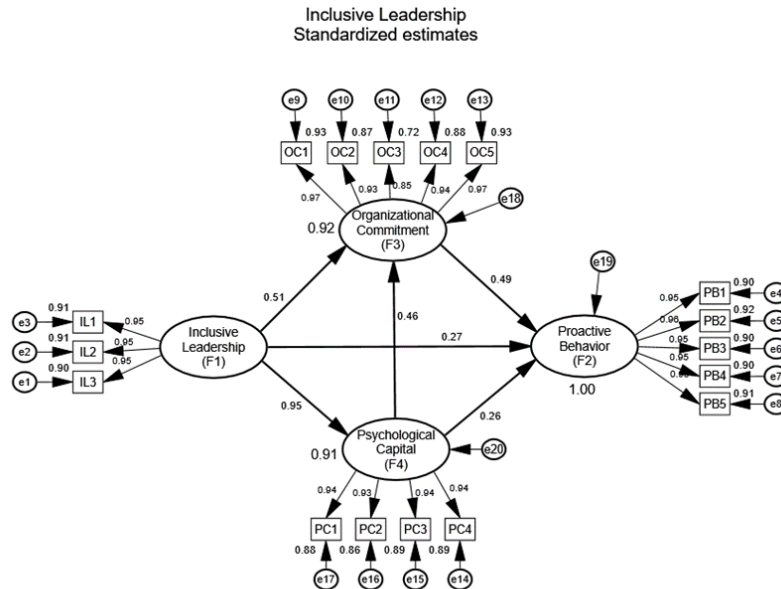 Inclusive Leadership
Standardized estimates
e9 e10 e11 e12 e13
0.93 0.87 0.72 0.88 0.93
OC1 OC2 OC3 OC4 OC5
0.97 0.93 0.85 0.94 0.97
e18
0.92
Organizational
Commitment
(F3)
e19
0.51 0.49
0.46
e3 0.91 IL1 0.95
e2 0.91 IL2 0.95
e1 0.90 IL3 0.95
Inclusive
Leadership
(F1)
0.27
Proactive
Behavior
(F2)
1.00
0.95 PB1 0.90 e4
0.96 PB2 0.92 e5
0.95 PB3 0.90 e6
0.95 PB4 0.90 e7
PB5 0.91 e8
0.95 0.26
0.91
Psychological
Capital
(F4)
e20
0.94 0.93 0.94 0.94
PC1 PC2 PC3 PC4
0.88 0.86 0.89 0.89
e17 e16 e15 e14